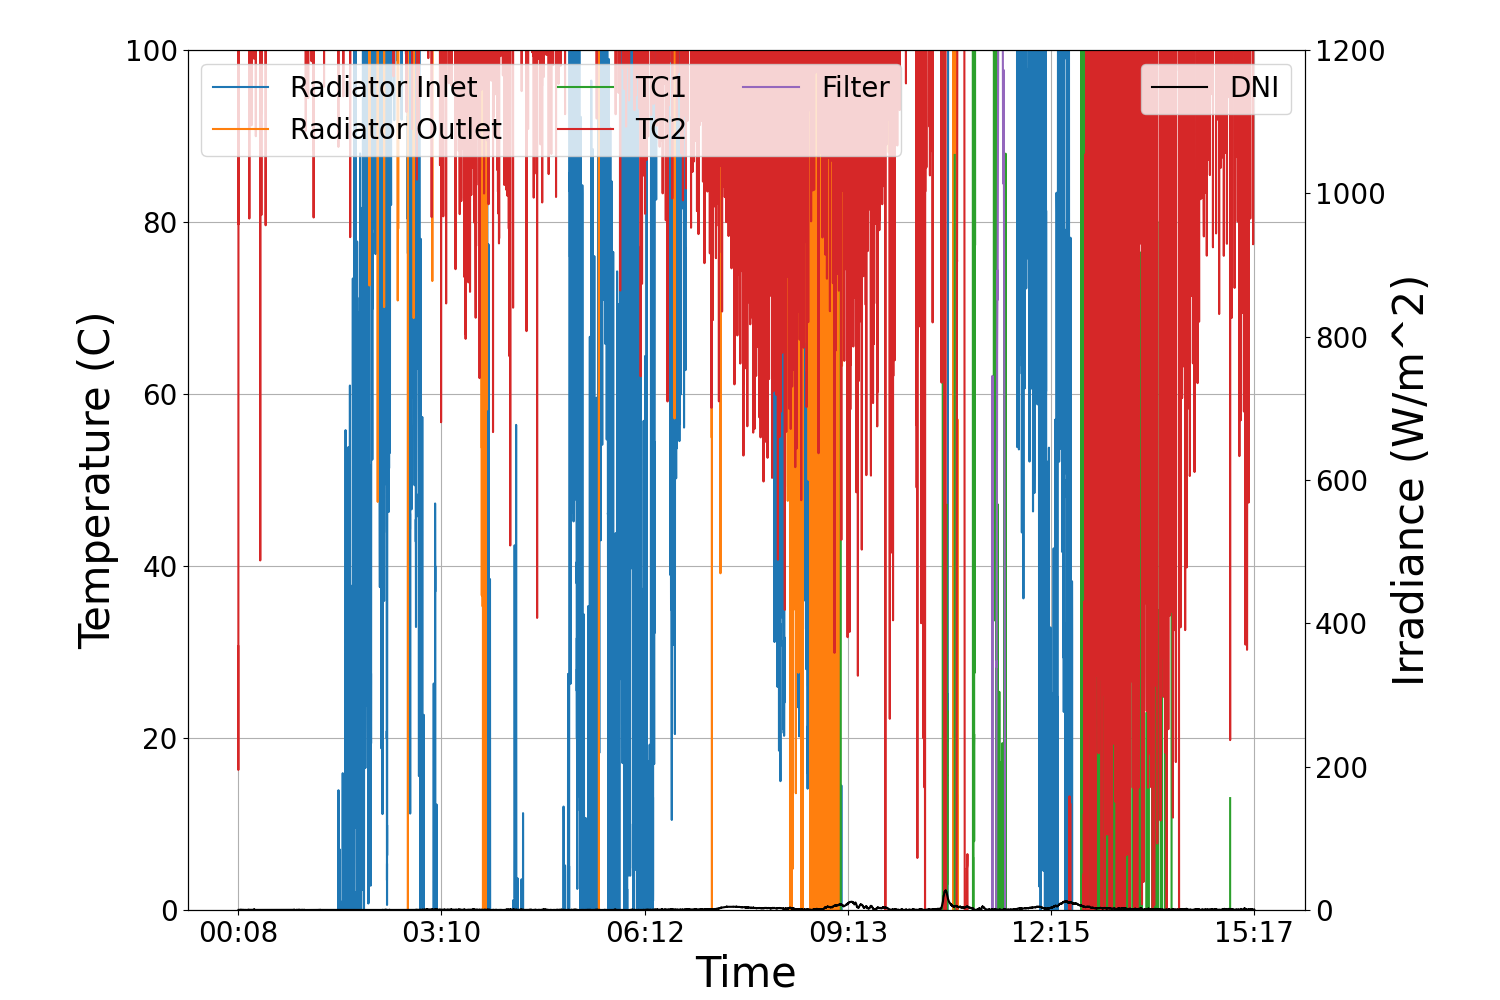 100
80
60
40
20
0
Temperature (C)
Radiator Inlet
Radiator Outlet
TC1
TC2
Filter
DNI
1200
1000
800
600
400
200
0
Irradiance (W/m^2)
00:08
03:10
06:12
09:13
12:15
15:17
Time